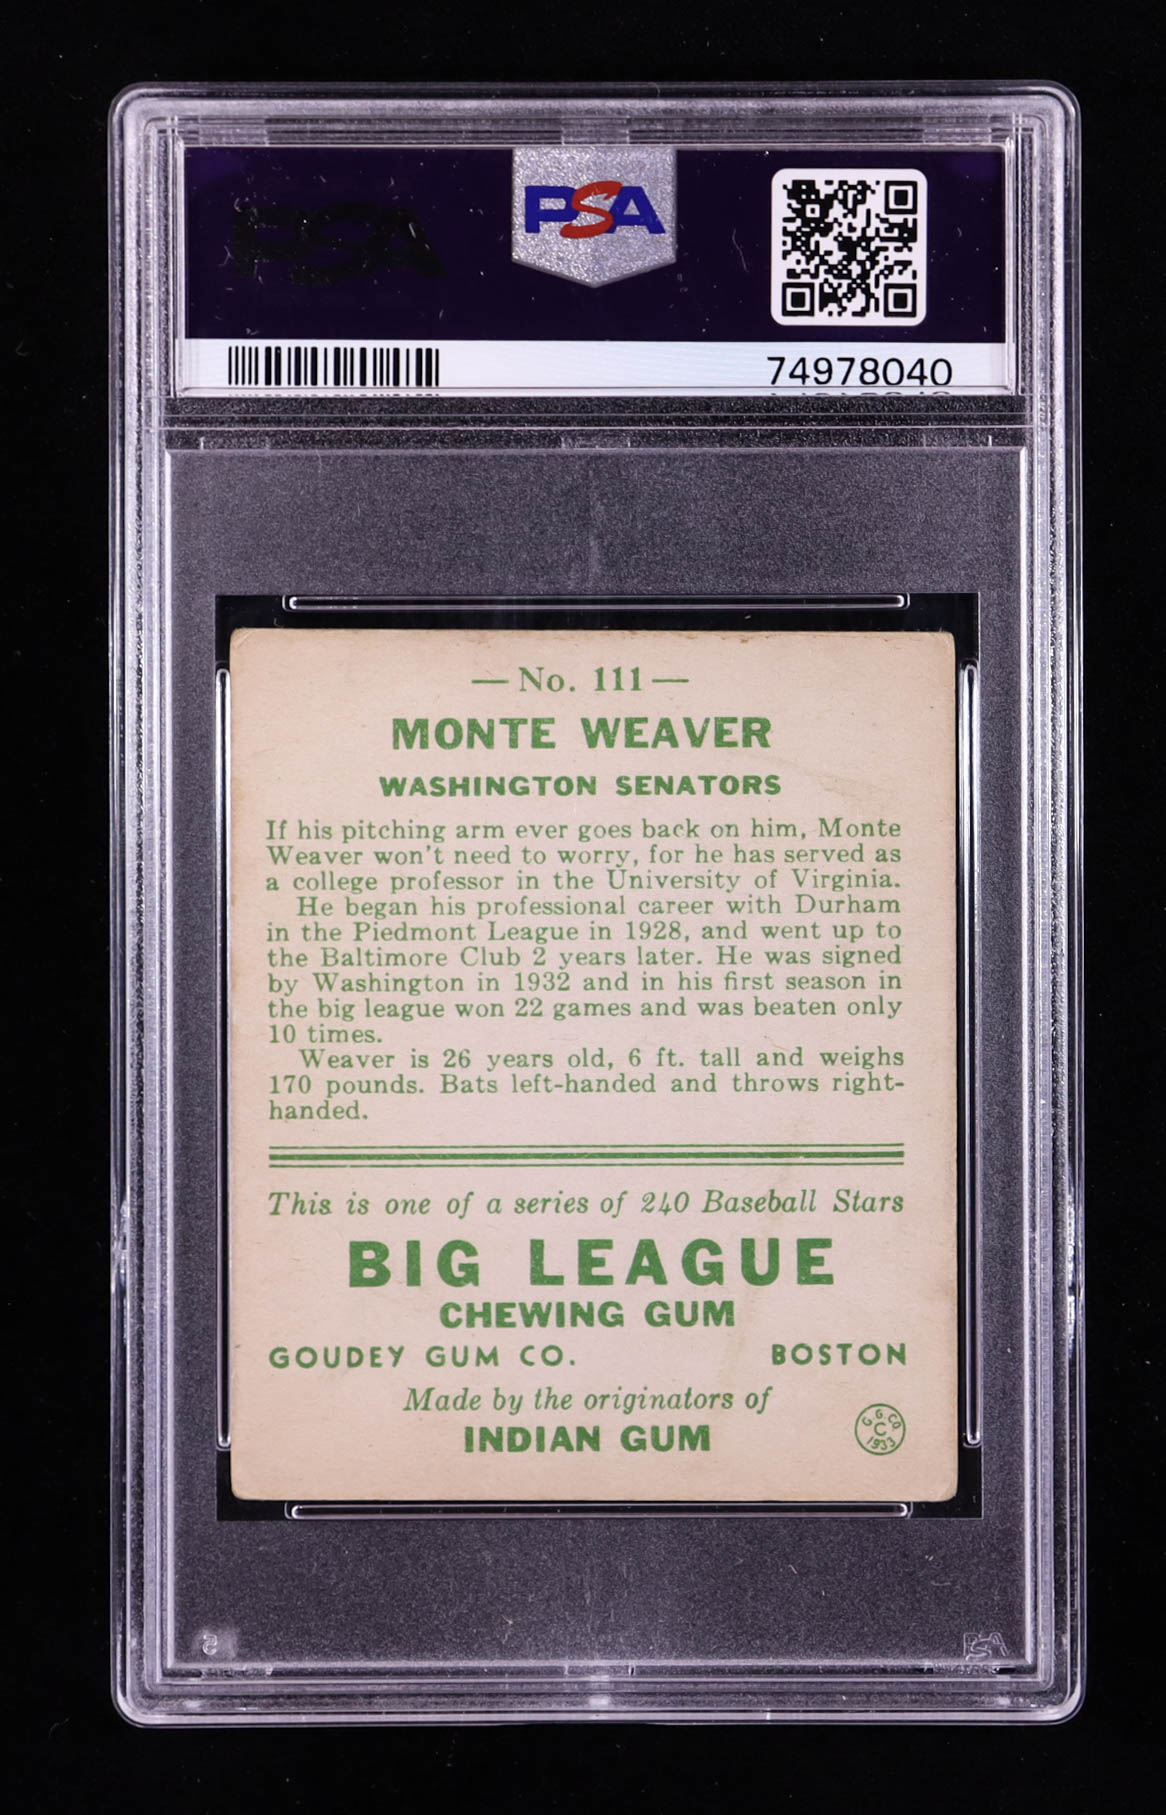 PSA
PSA
74978040
— No. 111 —
MONTE WEAVER
WASHINGTON SENATORS
If his pitching arm ever goes back on him, Monte
Weaver won't need to worry, for he has served as
a college professor in the University of Virginia.
He began his professional career with Durham
in the Piedmont League in 1928, and went up to
the Baltimore Club 2 years later. He was signed
by Washington in 1932 and in his first season in
the big league won 22 games and was beaten only
10 times.
Weaver is 26 years old, 6 ft. tall and weighs
170 pounds. Bats left-handed and throws right-
handed.
This is one of a series of 240 Baseball Stars
BIG LEAGUE
CHEWING GUM
GOUDEY GUM CO. BOSTON
Made by the originators of
INDIAN GUM
G.G.CO
C
1933
PSA